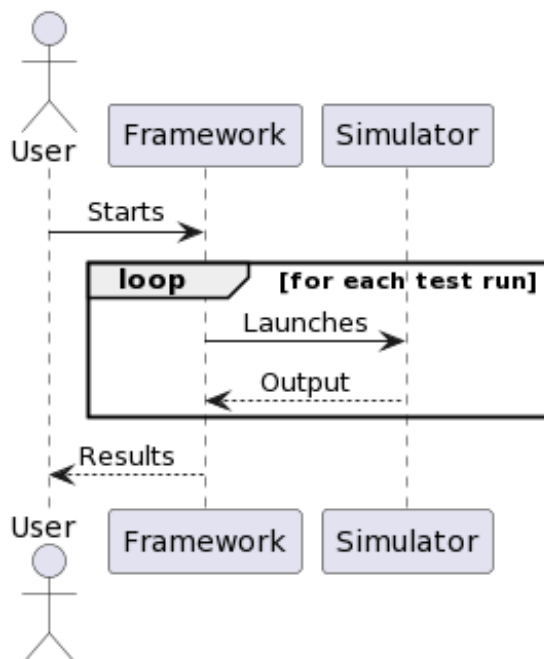 User
Framework
Simulator
Starts
loop
[for each test run]
Launches
Output
Results
User
Framework
Simulator